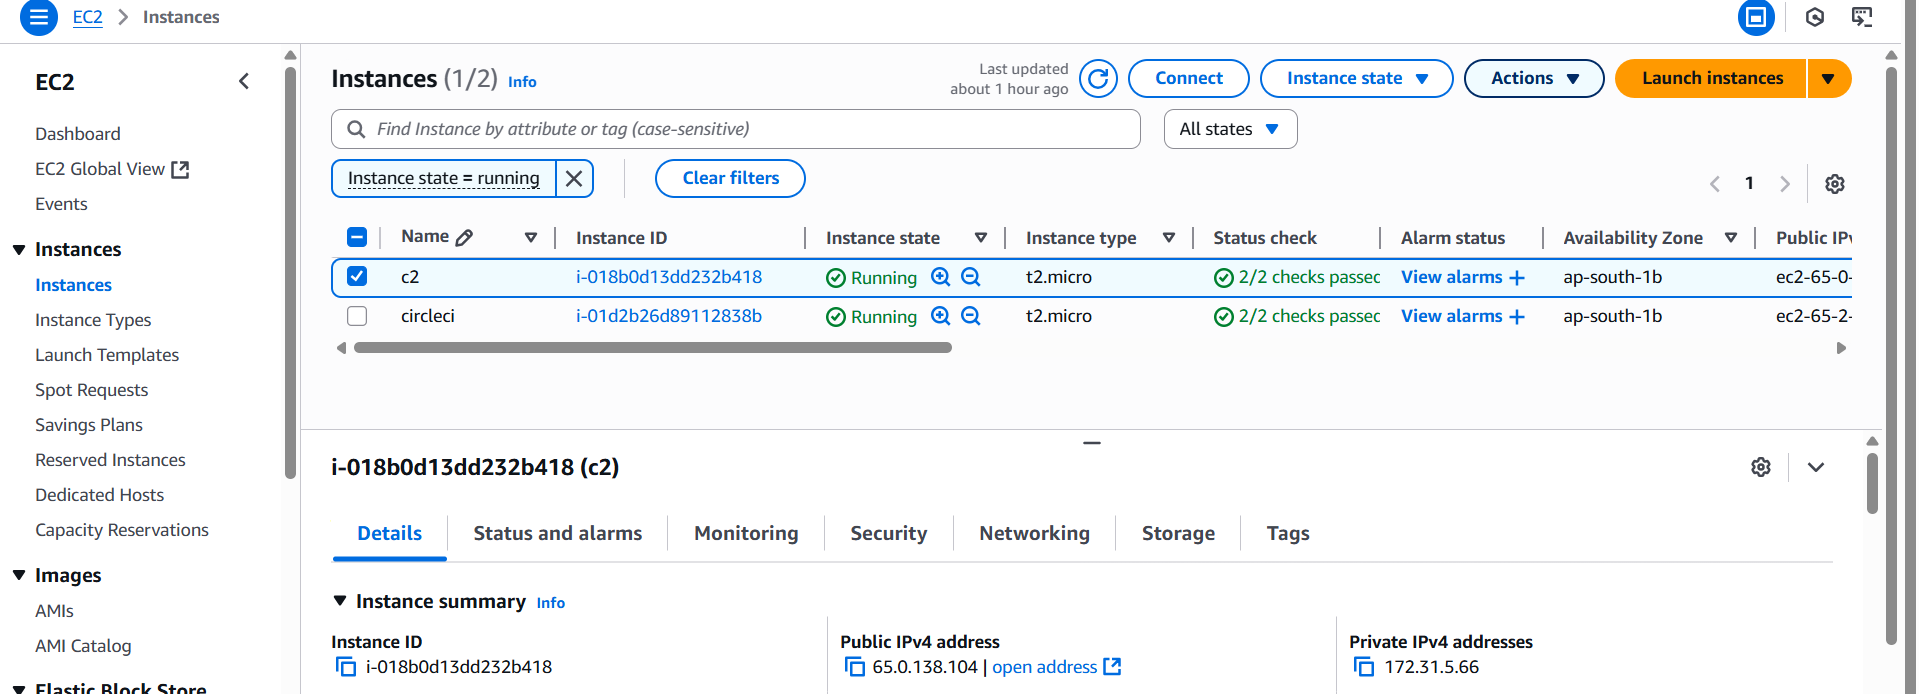 EC2 > Instances
EC2
Dashboard
EC2 Global View
Events
Instances
Instances
Instance Types
Launch Templates
Spot Requests
Savings Plans
Reserved Instances
Dedicated Hosts
Capacity Reservations
Images
AMIs
AMI Catalog
Elastic Block Store
Instances (1/2) Info
Last updated
about 1 hour ago
Connect
Instance state
Actions
Launch instances
Find Instance by attribute or tag (case-sensitive)
All states
Instance state = running
Clear filters
1
Name Instance ID Instance state Instance type Status check Alarm status Availability Zone Public IPv
c2 i-018b0d13dd232b418 Running t2.micro 2/2 checks passec View alarms + ap-south-1b ec2-65-0-
circleci i-01d2b26d89112838b Running t2.micro 2/2 checks passec View alarms + ap-south-1b ec2-65-2-
i-018b0d13dd232b418 (c2)
Details Status and alarms Monitoring Security Networking Storage Tags
Instance summary Info
Instance ID
i-018b0d13dd232b418
Public IPv4 address
65.0.138.104 | open address
Private IPv4 addresses
172.31.5.66